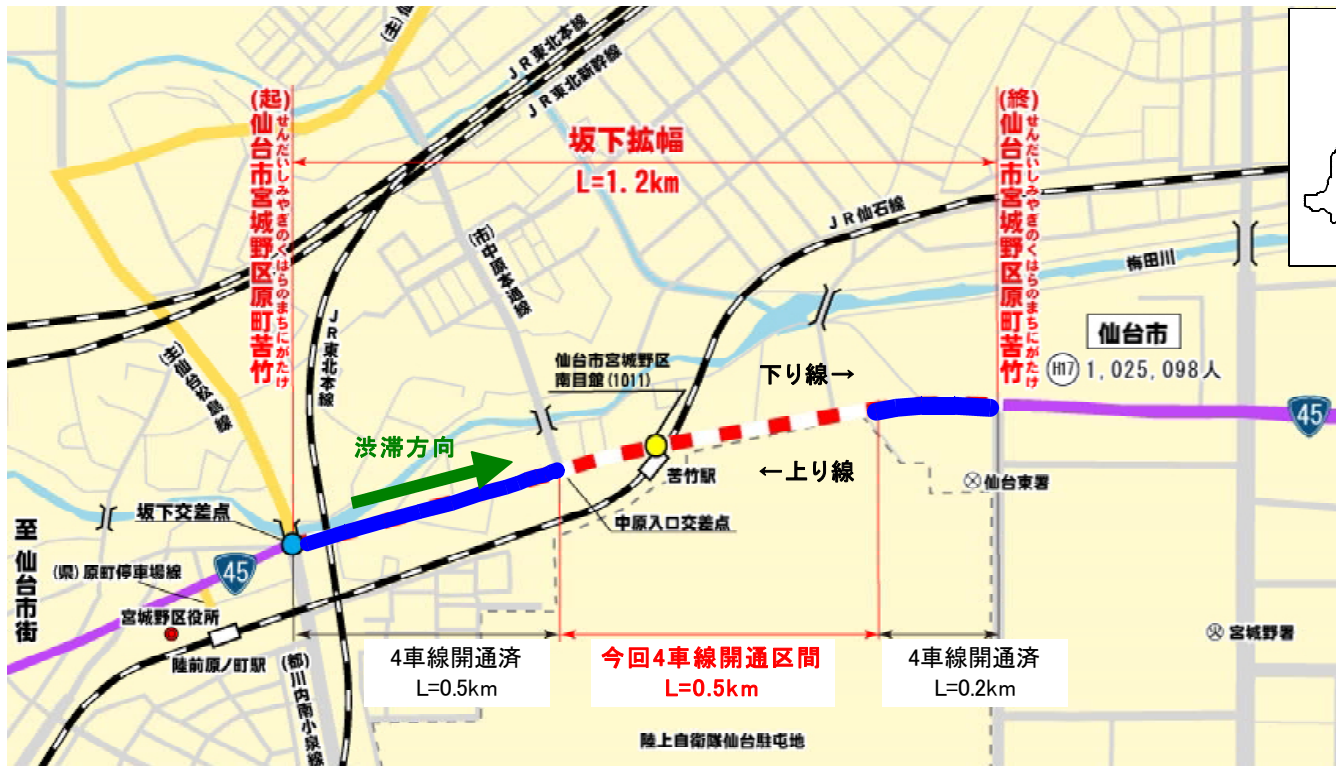 (主)仙
JR東北本線
JR東北新幹線
(起)仙台市宮城野区原町苦竹
せんだいしみやぎのくはらのまちにがたけ
坂下拡幅
L=1.2km
(終)仙台市宮城野区原町苦竹
せんだいしみやぎのくはらのまちにがたけ
JR仙石線
(市)中原本通線
梅田川
(主)仙台松島線
JR東北本線
仙台市宮城野区
南目館(1011)
下り線→
仙台市
H17 1,025,098人
45
渋滞方向
←上り線
苦竹駅
仙台東署
坂下交差点
中原入口交差点
至 仙台市街
45
(県)原町停車場線
宮城野区役所
陸前原ノ町駅
(都)川内南小泉線
4車線開通済
L=0.5km
今回4車線開通区間
L=0.5km
4車線開通済
L=0.2km
宮城野署
陸上自衛隊仙台駐屯地